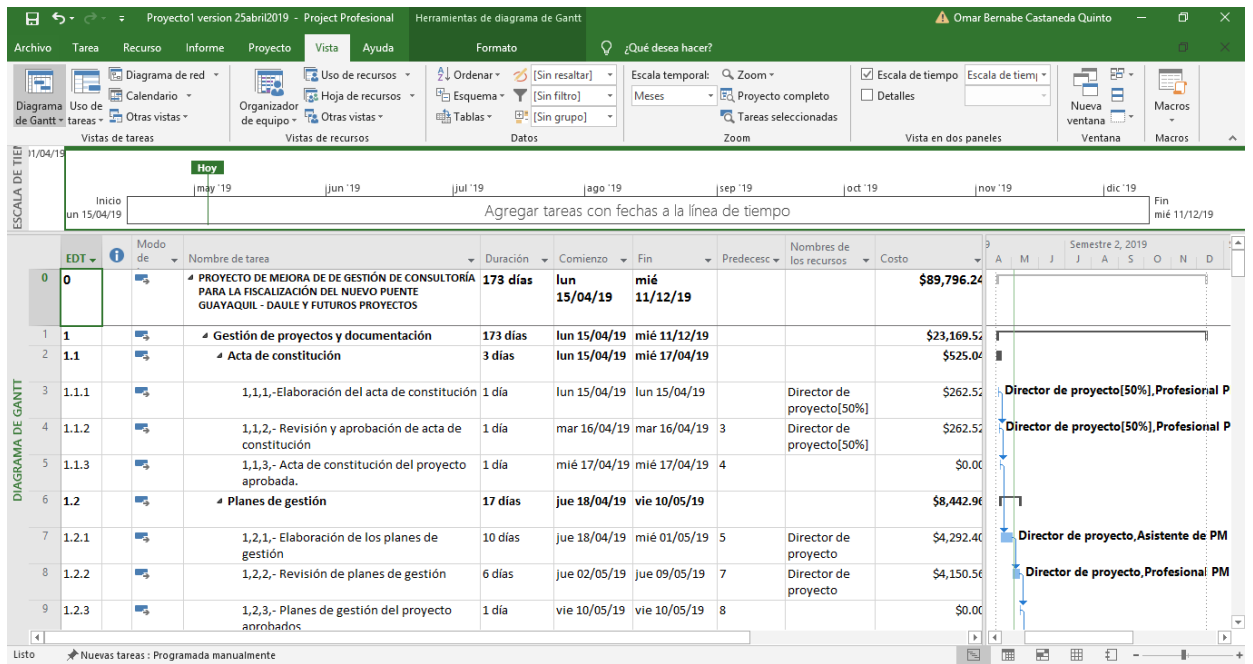 Proyecto1 version 25abril2019 - Project Profesional
Herramientas de diagrama de Gantt
Omar Bernabe Castaneda Quinto
Archivo Tarea Recurso Informe Proyecto Vista Ayuda Formato ¿Qué desea hacer?
Diagrama de Gantt
Uso de tareas
Diagrama de red
Calendario
Otras vistas
Vistas de tareas
Organizador de equipo
Uso de recursos
Hoja de recursos
Otras vistas
Vistas de recursos
Ordenar
Esquema
Tablas
[Sin resaltar]
[Sin filtro]
[Sin grupo]
Datos
Escala temporal:
Meses
Zoom
Proyecto completo
Tareas seleccionadas
Zoom
Escala de tiempo
Escala de tiem
Detalles
Vista en dos paneles
Nueva ventana
Ventana
Macros
Macros
ESCALA DE TIE
01/04/19
Hoy
may '19 jun '19 jul '19 ago '19 sep '19 oct '19 nov '19 dic '19
Inicio
un 15/04/19
Agregar tareas con fechas a la línea de tiempo
Fin
mié 11/12/19
DIAGRAMA DE GANTT
EDT Modo de Nombre de tarea Duración Comienzo Fin Predecesc Nombres de los recursos Costo
9 Semestre 2, 2019
A M J J A S O N D
0 0 PROYECTO DE MEJORA DE DE GESTIÓN DE CONSULTORÍA 173 días lun mié $89,796.24
PARA LA FISCALIZACIÓN DEL NUEVO PUENTE 15/04/19 11/12/19
GUAYAQUIL - DAULE Y FUTUROS PROYECTOS
1 1 Gestión de proyectos y documentación 173 días lun 15/04/19 mié 11/12/19 $23,169.52
2 1.1 Acta de constitución 3 días lun 15/04/19 mié 17/04/19 $525.04
3 1.1.1 1,1,1,-Elaboración del acta de constitución 1 día lun 15/04/19 lun 15/04/19 Director de $262.52 Director de proyecto[50%],Profesional P
proyecto[50%]
4 1.1.2 1,1,2,- Revisión y aprobación de acta de 1 día mar 16/04/19 mar 16/04/19 3 Director de $262.52 Director de proyecto[50%],Profesional P
constitución proyecto[50%]
5 1.1.3 1,1,3,- Acta de constitución del proyecto 1 día mié 17/04/19 mié 17/04/19 4 $0.00
aprobada.
6 1.2 Planes de gestión 17 días jue 18/04/19 vie 10/05/19 $8,442.96
7 1.2.1 1,2,1,- Elaboración de los planes de 10 días jue 18/04/19 mié 01/05/19 5 Director de $4,292.40 Director de proyecto,Asistente de PM
gestión proyecto
8 1.2.2 1,2,2,- Revisión de planes de gestión 6 días jue 02/05/19 jue 09/05/19 7 Director de $4,150.56 Director de proyecto,Profesional PM
proyecto
9 1.2.3 1,2,3,- Planes de gestión del proyecto 1 día vie 10/05/19 vie 10/05/19 8 $0.00
aprobados
Listo Nuevas tareas : Programada manualmente